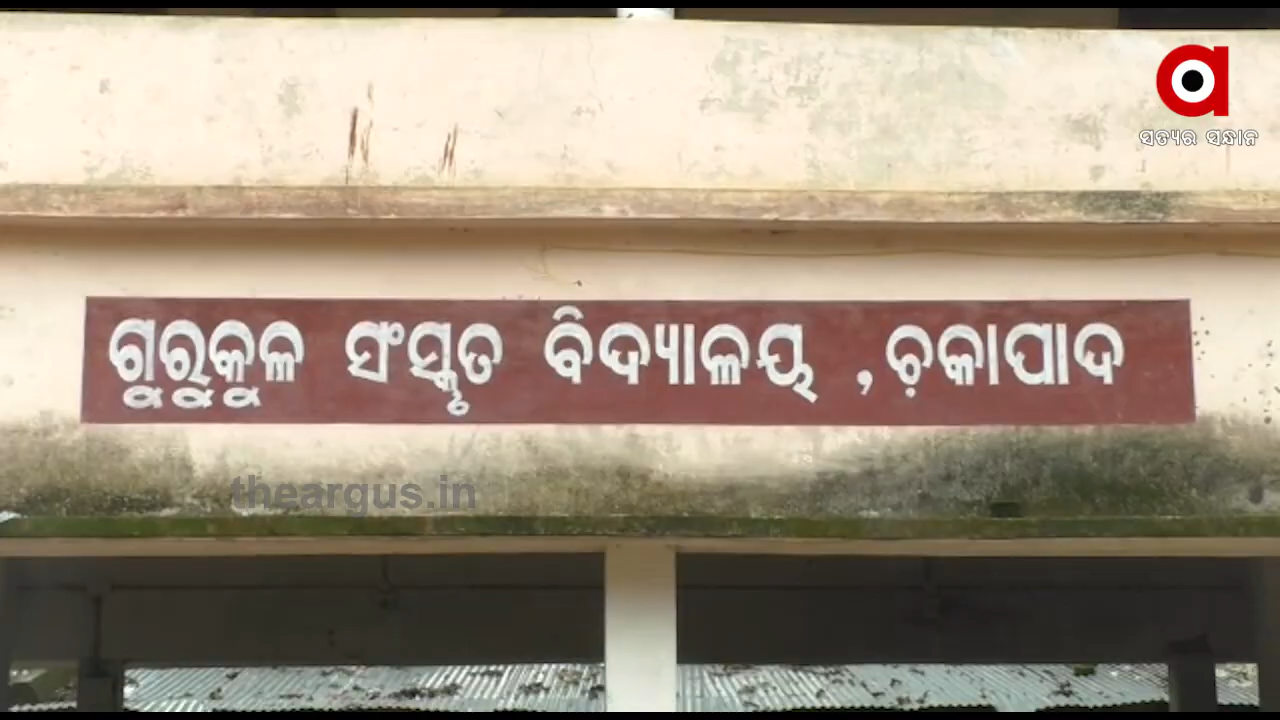 ସତ୍ୟର ସନ୍ଧାନ
ଗୁରୁକୁଳ ସଂସ୍କୃତ ବିଦ୍ୟାଳୟ , ଚକାପାଦ
theargus.in